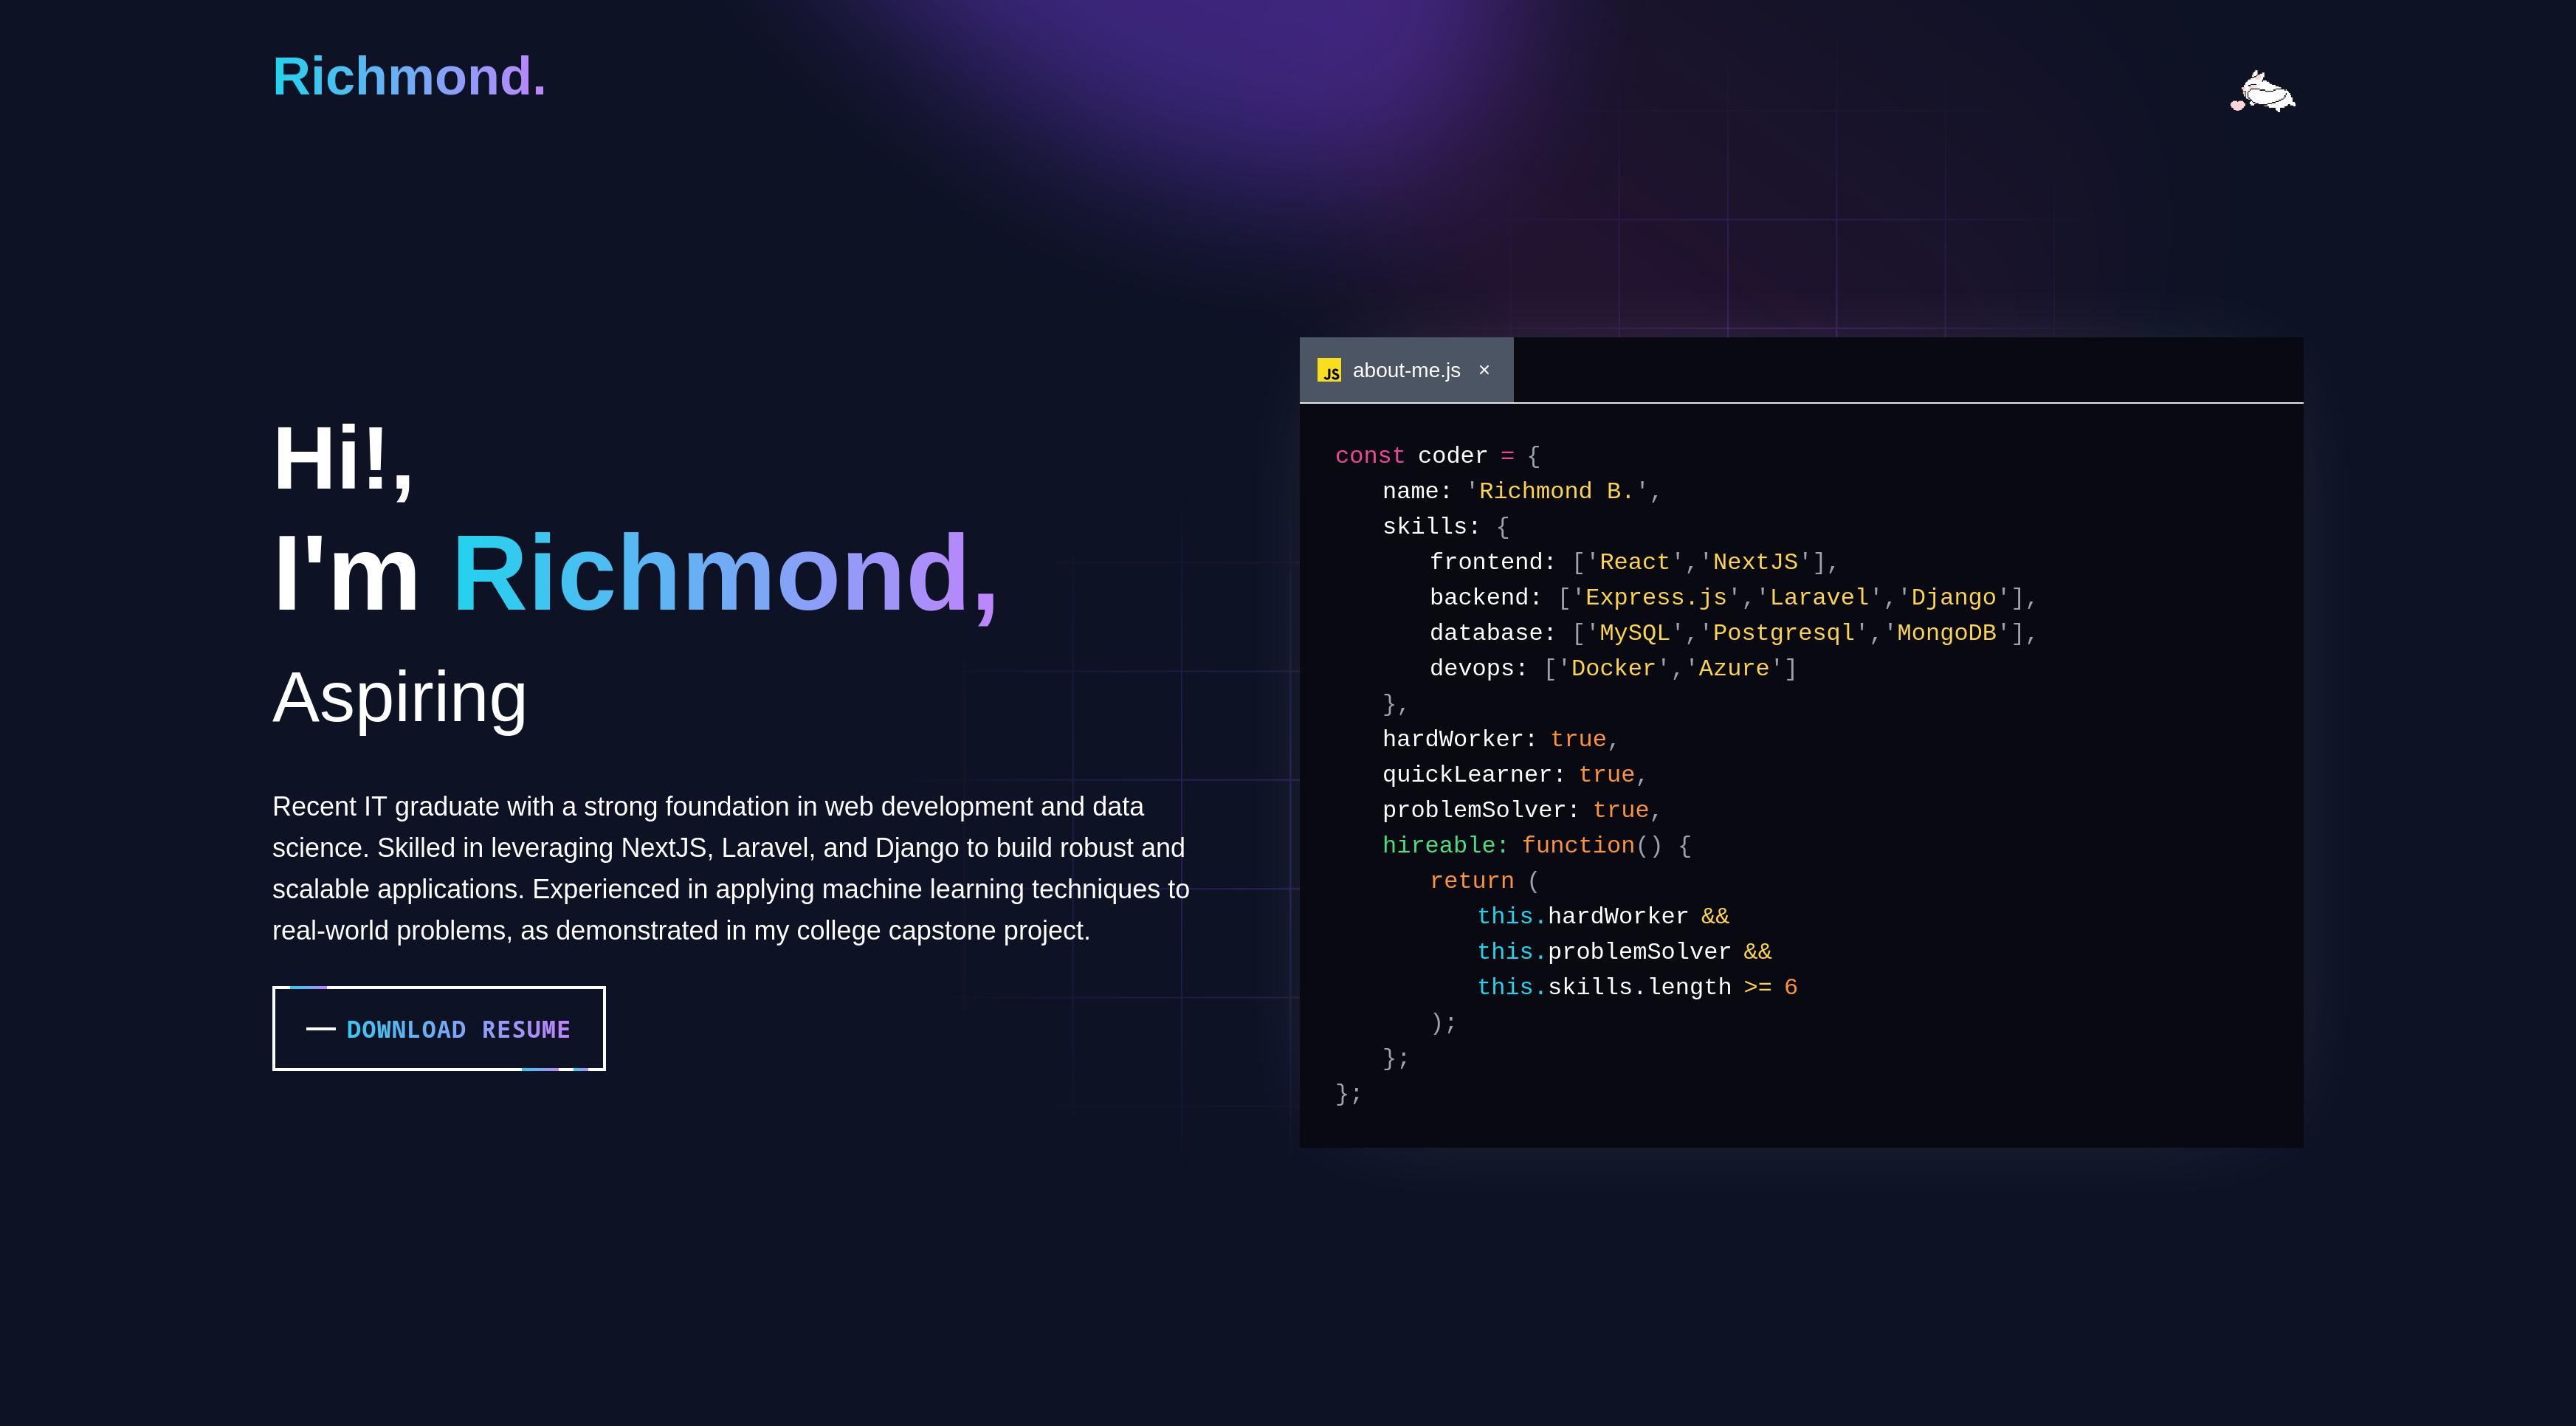 Richmond.
Hi!,
I'm Richmond,
Aspiring
Recent IT graduate with a strong foundation in web development and data
science. Skilled in leveraging NextJS, Laravel, and Django to build robust and
scalable applications. Experienced in applying machine learning techniques to
real-world problems, as demonstrated in my college capstone project.
DOWNLOAD RESUME
JS about-me.js ×
const coder = {
name: 'Richmond B.',
skills: {
frontend: ['React','NextJS'],
backend: ['Express.js','Laravel','Django'],
database: ['MySQL','Postgresql','MongoDB'],
devops: ['Docker','Azure']
},
hardWorker: true,
quickLearner: true,
problemSolver: true,
hireable: function() {
return (
this.hardWorker &&
this.problemSolver &&
this.skills.length >= 6
);
};
};